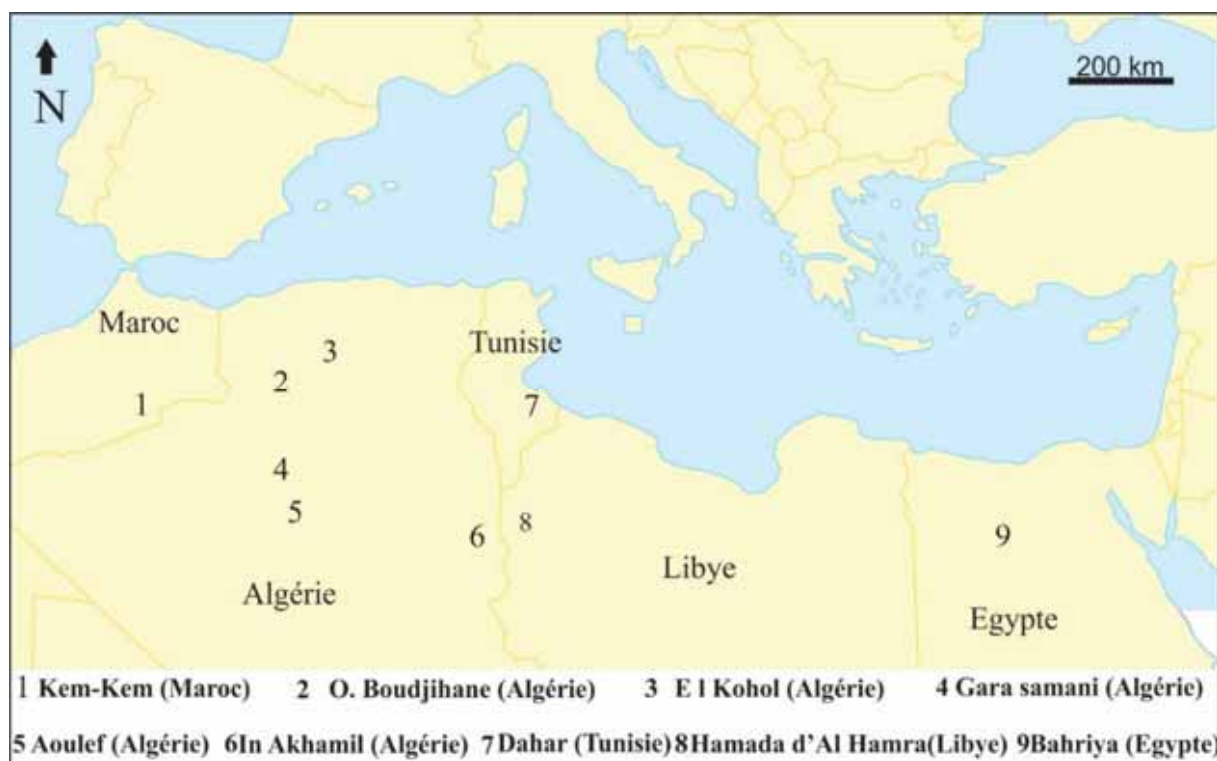 N
200 km
Maroc
Tunisie
3
2
1
7
4
5
6
8
9
Libye
Algérie
Egypte
1 Kem-Kem (Maroc) 2 O. Boudjihane (Algérie) 3 E l Kohol (Algérie) 4 Gara samani (Algérie)
5 Aoulef (Algérie) 6In Akhamil (Algérie) 7 Dahar (Tunisie) 8Hamada d'Al Hamra(Libye) 9Bahriya (Egypte)